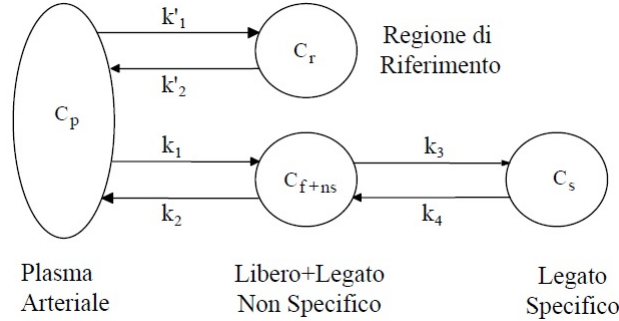 k'₁
Cᵣ
Regione di
Riferimento
k'₂
Cₚ
k₁
k₃
C_f+ns
Cₛ
k₂
k₄
Plasma
Arteriale
Libero+Legato
Non Specifico
Legato
Specifico